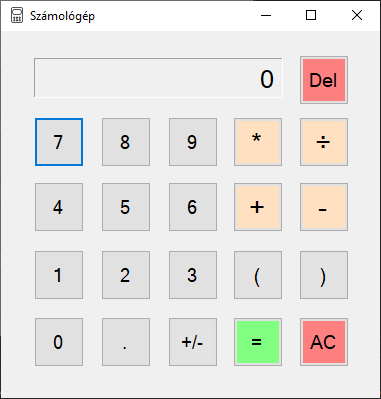 Számológép
0 Del
7 8 9 * ÷
4 5 6 + -
1 2 3 ( )
0 . +/- = AC